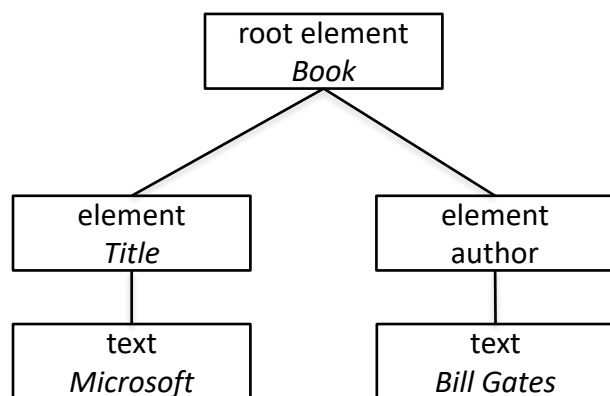 root element
Book
element
Title
element
author
text
Microsoft
text
Bill Gates